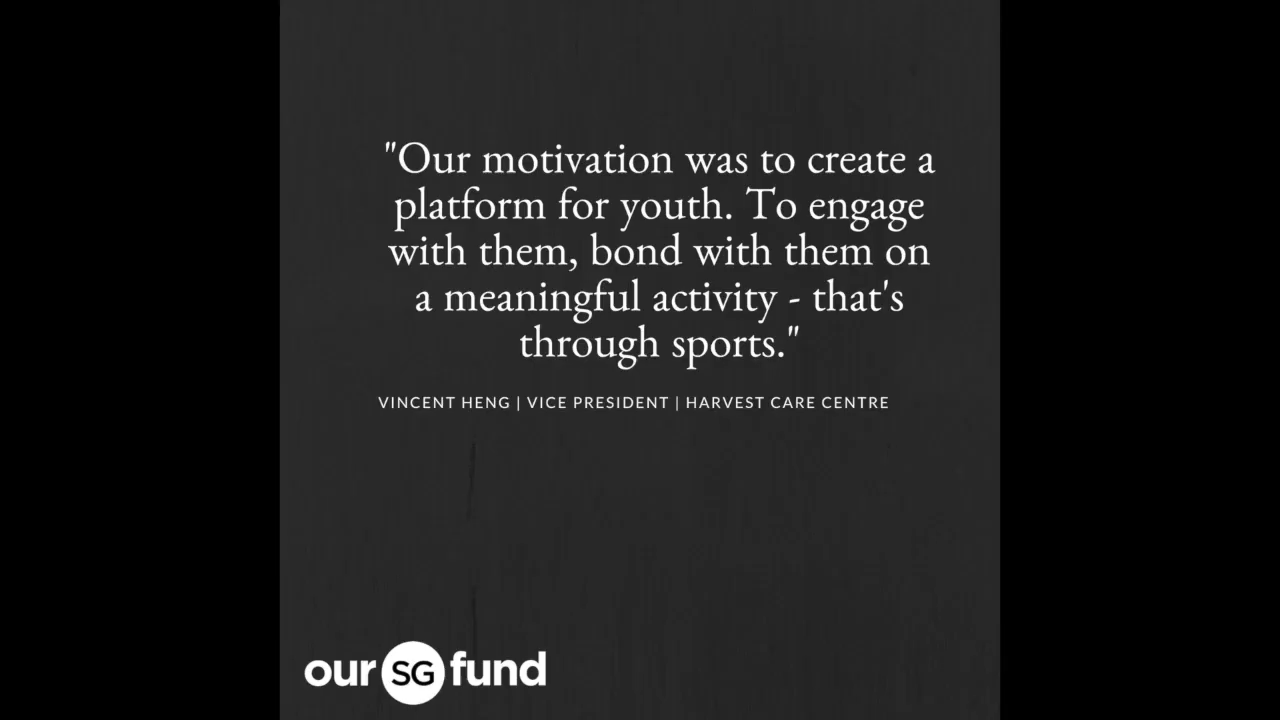 "Our motivation was to create a
platform for youth. To engage
with them, bond with them on
a meaningful activity - that's
through sports."
VINCENT HENG | VICE PRESIDENT | HARVEST CARE CENTRE
our SG fund